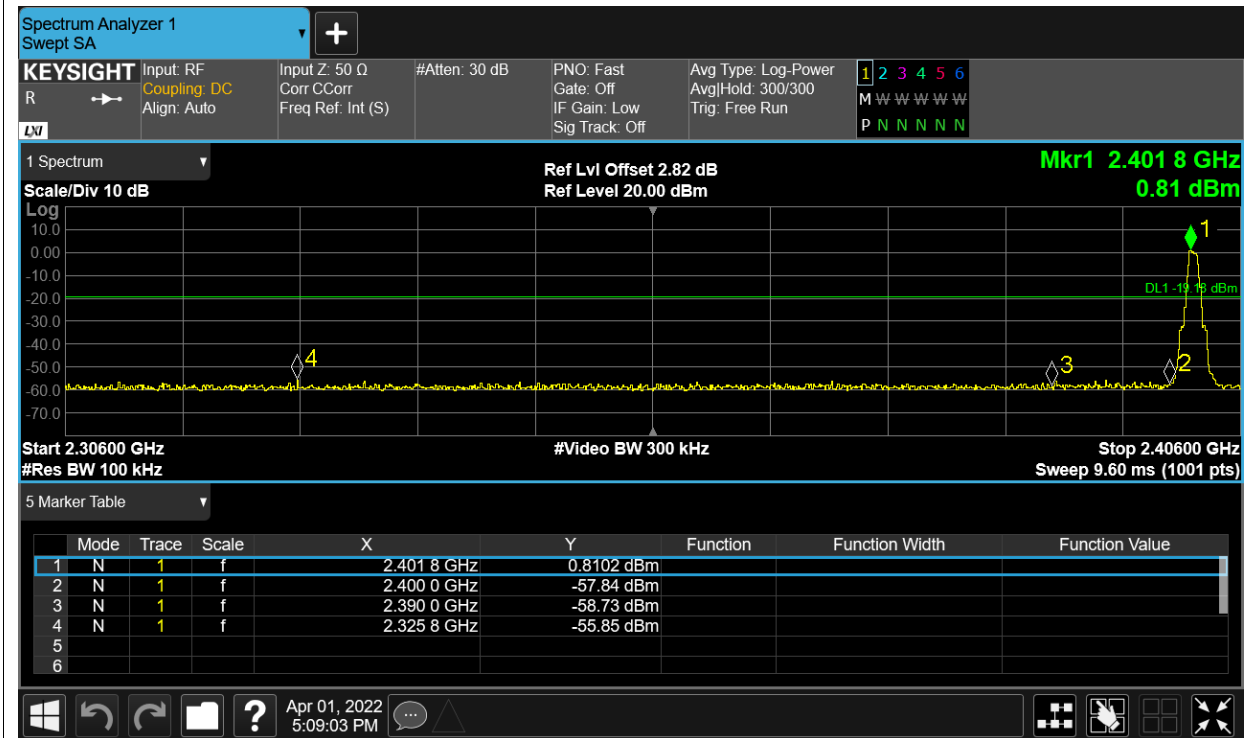 Spectrum Analyzer 1
Swept SA
+
KEYSIGHT
R
LXI
Input: RF
Coupling: DC
Align: Auto
Input Z: 50 Ω
Corr CCorr
Freq Ref: Int (S)
#Atten: 30 dB
PNO: Fast
Gate: Off
IF Gain: Low
Sig Track: Off
Avg Type: Log-Power
Avg|Hold: 300/300
Trig: Free Run
1 2 3 4 5 6
M W W W W W
P N N N N N
1 Spectrum
Scale/Div 10 dB
Ref Lvl Offset 2.82 dB
Ref Level 20.00 dBm
Mkr1 2.401 8 GHz
0.81 dBm
Log
10.0
0.00
-10.0
-20.0
-30.0
-40.0
-50.0
-60.0
-70.0
1
DL1 -19.18 dBm
4
3
2
Start 2.30600 GHz
#Video BW 300 kHz
Stop 2.40600 GHz
#Res BW 100 kHz
Sweep 9.60 ms (1001 pts)
5 Marker Table
Mode Trace Scale X Y Function Function Width Function Value
1 N 1 f 2.401 8 GHz 0.8102 dBm
2 N 1 f 2.400 0 GHz -57.84 dBm
3 N 1 f 2.390 0 GHz -58.73 dBm
4 N 1 f 2.325 8 GHz -55.85 dBm
5
6
?
Apr 01, 2022
5:09:03 PM